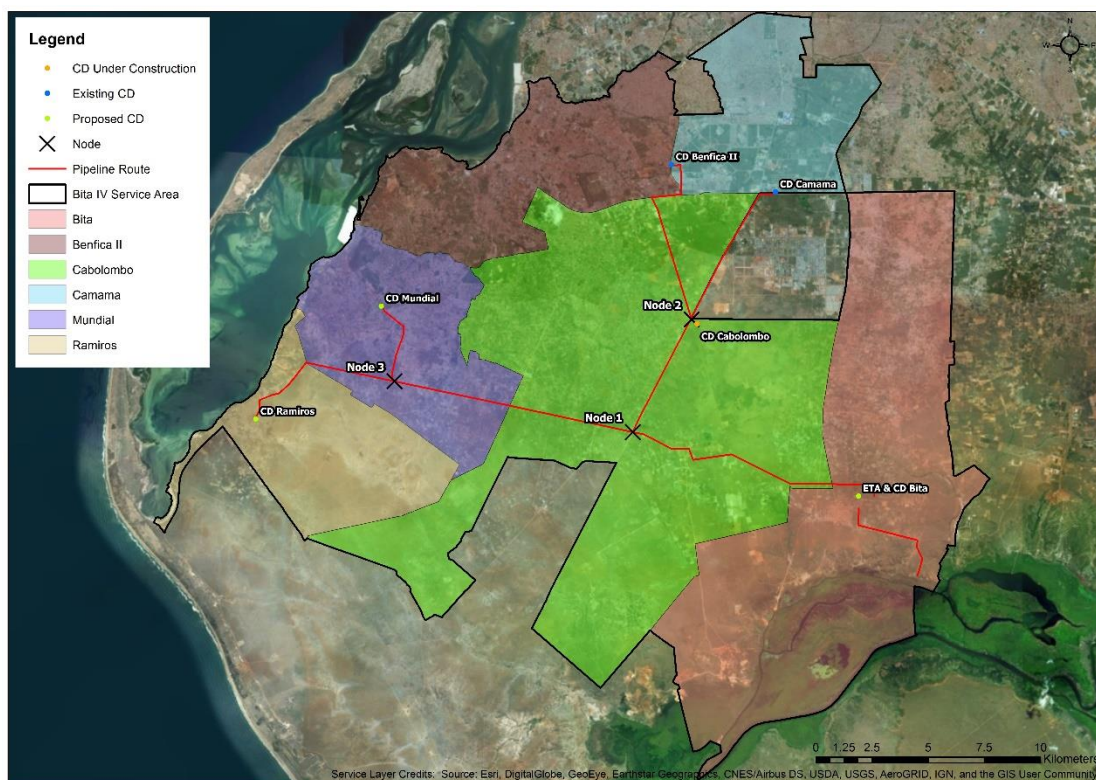 Legend
CD Under Construction
Existing CD
Proposed CD
Node
Pipeline Route
Bita IV Service Area
Bita
Benfica II
Cabolombo
Camama
Mundial
Ramiros
N
W E
S
CD Benfica II
CD Camama
CD Mundial
Node 2
CD Cabolombo
Node 3
CD Ramiros
Node 1
ETA & CD Bita
0 1.25 2.5 5 7.5 10
Kilometers
Service Layer Credits: Source: Esri, DigitalGlobe, GeoEye, Earthstar Geographics, CNES/Airbus DS, USDA, USGS, AeroGRID, IGN, and the GIS User Community